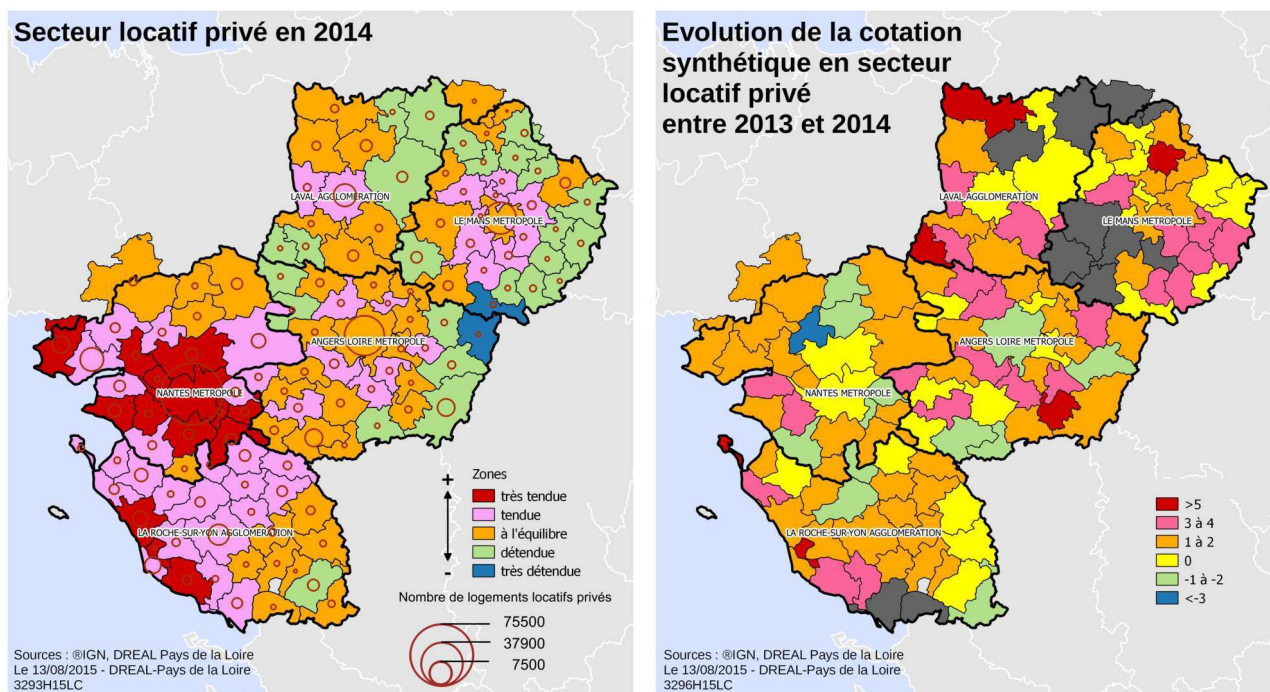 Secteur locatif privé en 2014
LAVAL AGGLOMERATION
LE MANS METROPOLE
ANGERS LOIRE METROPOLE
NANTES METROPOLE
LA ROCHE-SUR-YON AGGLOMERATION
Zones
+
très tendue
tendue
à l'équilibre
détendue
-
très détendue
Nombre de logements locatifs privés
75500
37900
7500
Sources : ®IGN, DREAL Pays de la Loire
Le 13/08/2015 - DREAL-Pays de la Loire
3293H15LC
Evolution de la cotation
synthétique en secteur
locatif privé
entre 2013 et 2014
LAVAL AGGLOMERATION
LE MANS METROPOLE
ANGERS LOIRE METROPOLE
NANTES METROPOLE
LA ROCHE-SUR-YON AGGLOMERATION
>5
3 à 4
1 à 2
0
-1 à -2
<-3
Sources : ®IGN, DREAL Pays de la Loire
Le 13/08/2015 - DREAL-Pays de la Loire
3296H15LC